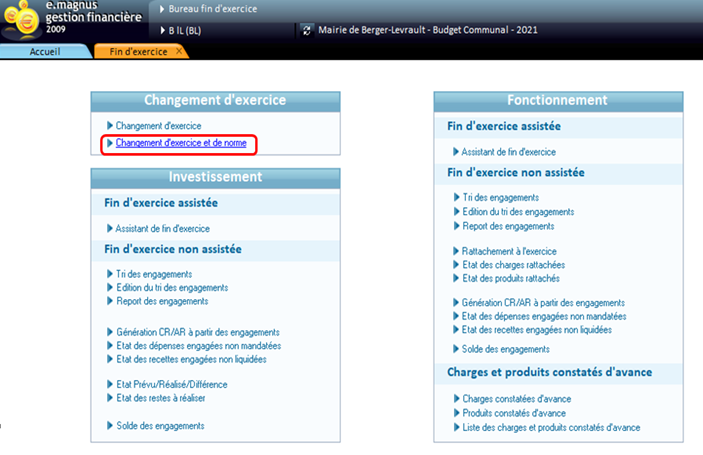 e.magnus
gestion financière
2009
Bureau fin d'exercice
B lL (BL)
Mairie de Berger-Levrault - Budget Communal - 2021
Accueil
Fin d'exercice
Changement d'exercice
Changement d'exercice
Changement d'exercice et de norme
Investissement
Fin d'exercice assistée
Assistant de fin d'exercice
Fin d'exercice non assistée
Tri des engagements
Edition du tri des engagements
Report des engagements
Génération CR/AR à partir des engagements
Etat des dépenses engagées non mandatées
Etat des recettes engagées non liquidées
Etat Prévu/Réalisé/Différence
Etat des restes à réaliser
Solde des engagements
Fonctionnement
Fin d'exercice assistée
Assistant de fin d'exercice
Fin d'exercice non assistée
Tri des engagements
Edition du tri des engagements
Report des engagements
Rattachement à l'exercice
Etat des charges rattachées
Etat des produits rattachés
Génération CR/AR à partir des engagements
Etat des dépenses engagées non mandatées
Etat des recettes engagées non liquidées
Solde des engagements
Charges et produits constatés d'avance
Charges constatées d'avance
Produits constatés d'avance
Liste des charges et produits constatés d'avance